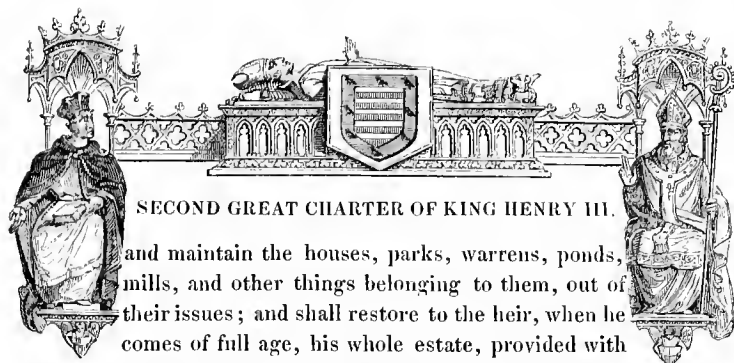 SECOND GREAT CHARTER OF KING HENRY III.
and maintain the houses, parks, warrens, ponds,
mills, and other things belonging to them, out of
their issues; and shall restore to the heir, when he
comes of full age, his whole estate, provided with